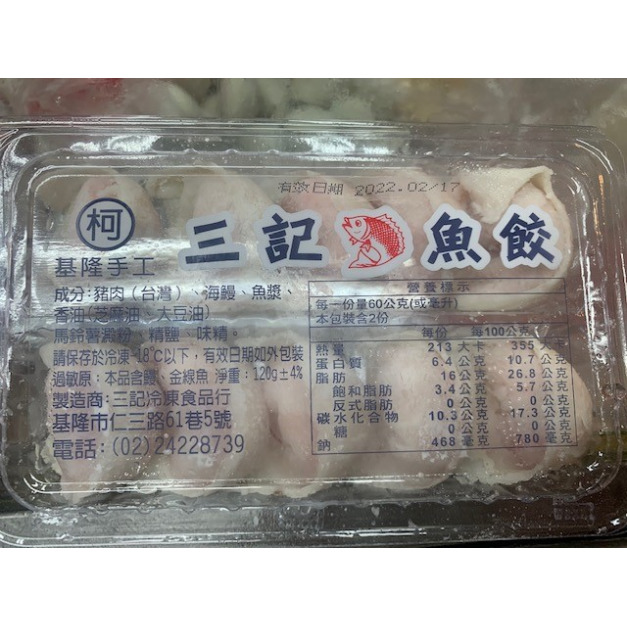 有效日期 2022.02/17
柯
三記魚餃
基隆手工
成分:豬肉(台灣)、海鰻、魚漿、
香油(芝麻油、大豆油)
馬鈴薯澱粉、精鹽、味精。
請保存於冷凍-18℃以下,有效日期如外包裝
過敏原:本品含鰻、金線魚 淨重:120g±4%
製造商:三記冷凍食品行
基隆市仁三路61巷5號
電話:(02)24228739
營養標示
每一份量60公克(或毫升)
本包裝含2份
每份 每100公克
熱量 213 大卡 355 大卡
蛋白質 6.4 公克 10.7 公克
脂肪 16 公克 26.8 公克
飽和脂肪 3.4 公克 5.7 公克
反式脂肪 0 公克 0 公克
碳水化合物 10.3 公克 17.3 公克
糖 0 公克 0 公克
鈉 468 毫克 780 毫克